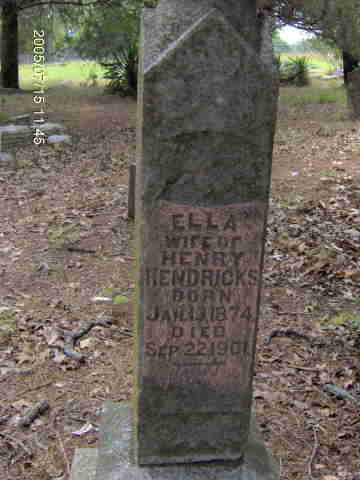 2005/07/15 11:45
ELLA
WIFE OF
HENRY
HENDRICKS
BORN
JAN. 13, 1874
DIED
SEP 22, 1901.